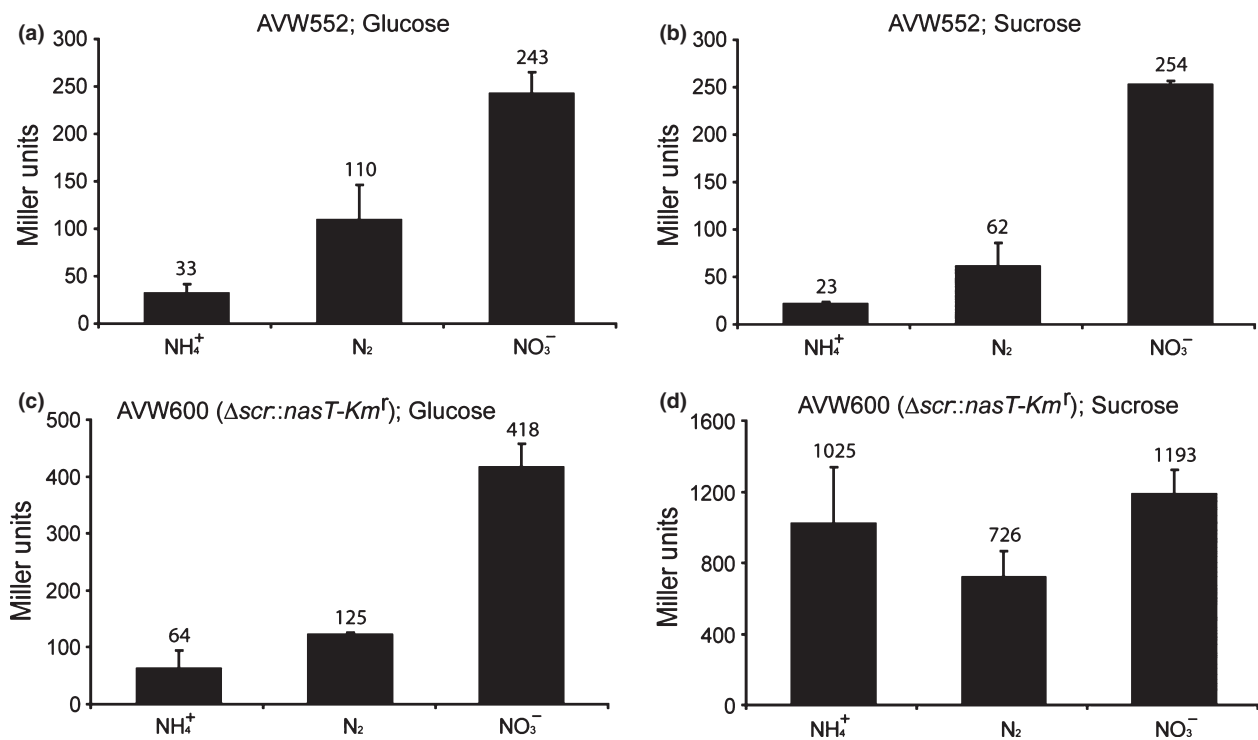 (a)
AVW552; Glucose
Miller units
300
250
200
150
100
50
0
33
110
243
NH₄⁺
N₂
NO₃⁻
(b)
AVW552; Sucrose
Miller units
300
250
200
150
100
50
0
23
62
254
NH₄⁺
N₂
NO₃⁻
(c)
AVW600 (Δscr::nasT-Kmʳ); Glucose
Miller units
500
400
300
200
100
0
64
125
418
NH₄⁺
N₂
NO₃⁻
(d)
AVW600 (Δscr::nasT-Kmʳ); Sucrose
Miller units
1600
1200
800
400
0
1025
726
1193
NH₄⁺
N₂
NO₃⁻